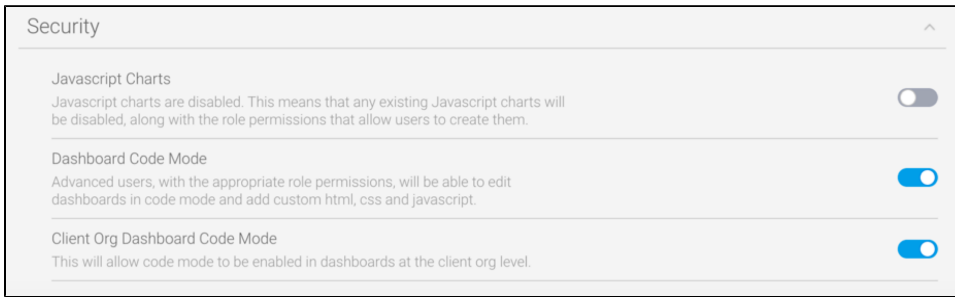 Security
Javascript Charts
Javascript charts are disabled. This means that any existing Javascript charts will
be disabled, along with the role permissions that allow users to create them.
Dashboard Code Mode
Advanced users, with the appropriate role permissions, will be able to edit
dashboards in code mode and add custom html, css and javascript.
Client Org Dashboard Code Mode
This will allow code mode to be enabled in dashboards at the client org level.